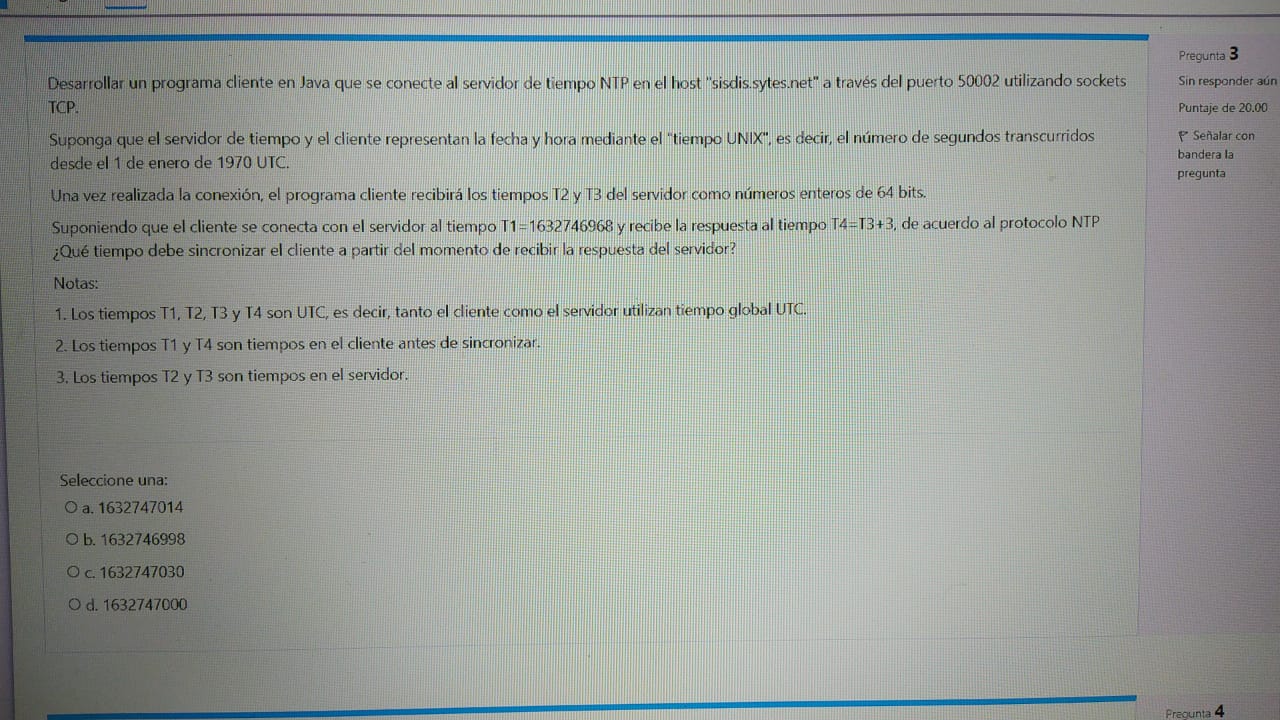 Pregunta 3
Desarrollar un programa cliente en Java que se conecte al servidor de tiempo NTP en el host "sisdis.sytes.net" a través del puerto 50002 utilizando sockets
TCP.
Sin responder aún
Puntaje de 20.00
Suponga que el servidor de tiempo y el cliente representan la fecha y hora mediante el "tiempo UNIX", es decir, el número de segundos transcurridos
desde el 1 de enero de 1970 UTC.
Señalar con
bandera la
pregunta
Una vez realizada la conexión, el programa cliente recibirá los tiempos T2 y T3 del servidor como números enteros de 64 bits.
Suponiendo que el cliente se conecta con el servidor al tiempo T1=1632746968 y recibe la respuesta al tiempo T4=T3+3, de acuerdo al protocolo NTP
¿Qué tiempo debe sincronizar el cliente a partir del momento de recibir la respuesta del servidor?
Notas:
1. Los tiempos T1, T2, T3 y T4 son UTC, es decir, tanto el cliente como el servidor utilizan tiempo global UTC.
2. Los tiempos T1 y T4 son tiempos en el cliente antes de sincronizar.
3. Los tiempos T2 y T3 son tiempos en el servidor.
Seleccione una:
a. 1632747014
b. 1632746998
c. 1632747030
d. 1632747000
Pregunta 4